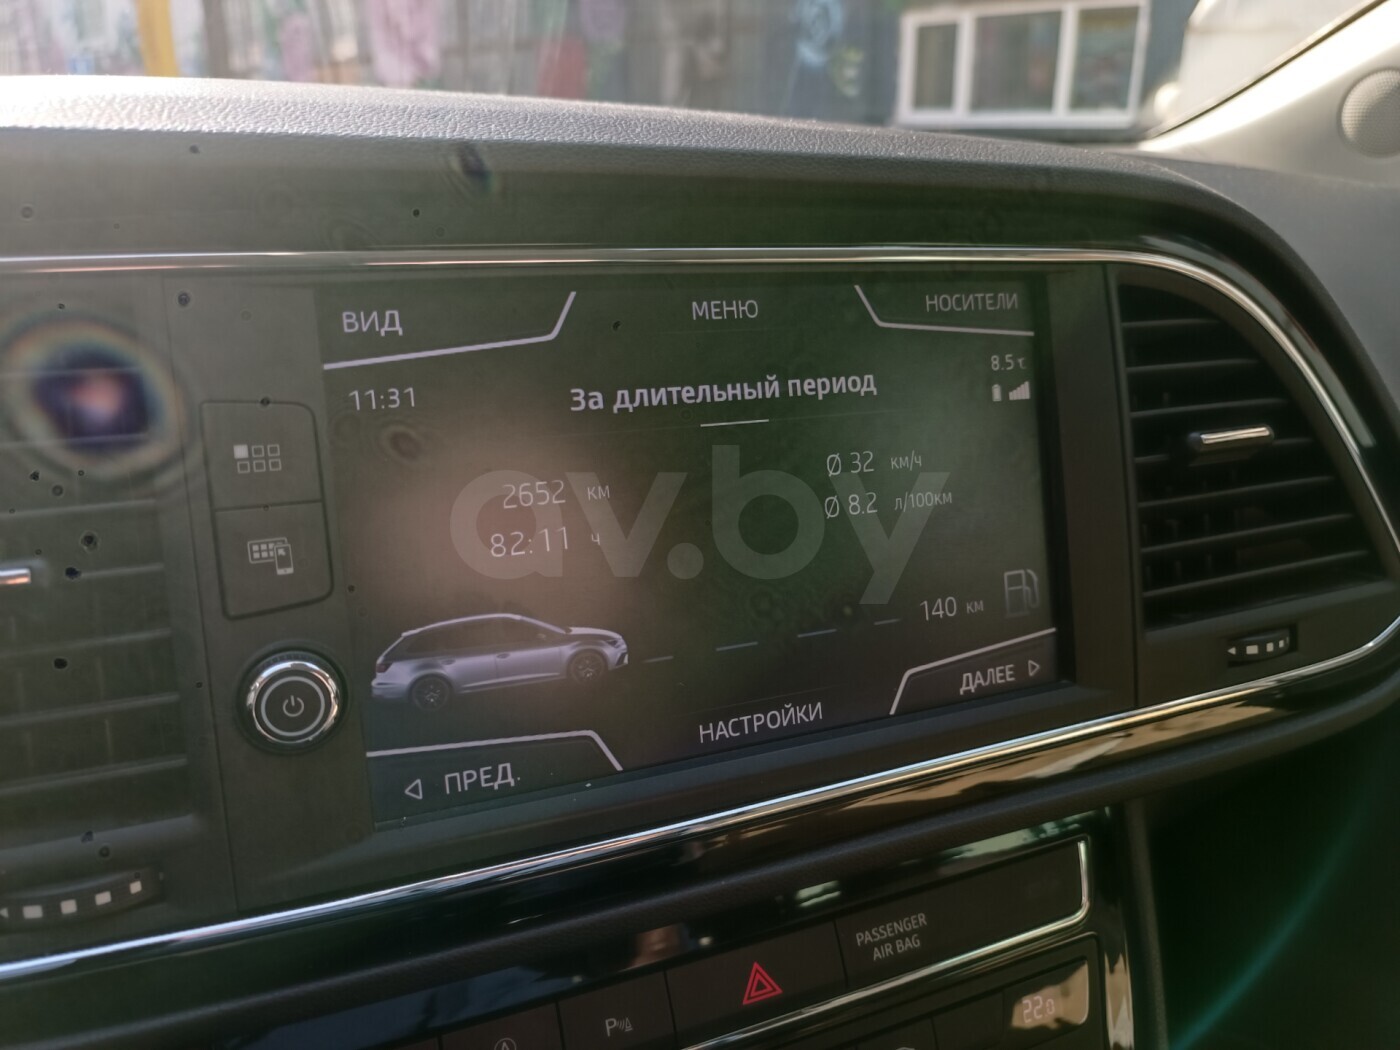 ВИД
МЕНЮ
НОСИТЕЛИ
11:31
За длительный период
8.5т.
2652 км
82:11 ч
Ø 32 км/ч
Ø 8.2 л/100км
140 км
av.by
ПРЕД.
НАСТРОЙКИ
ДАЛЕЕ
PASSENGER
AIR BAG
P
22.0